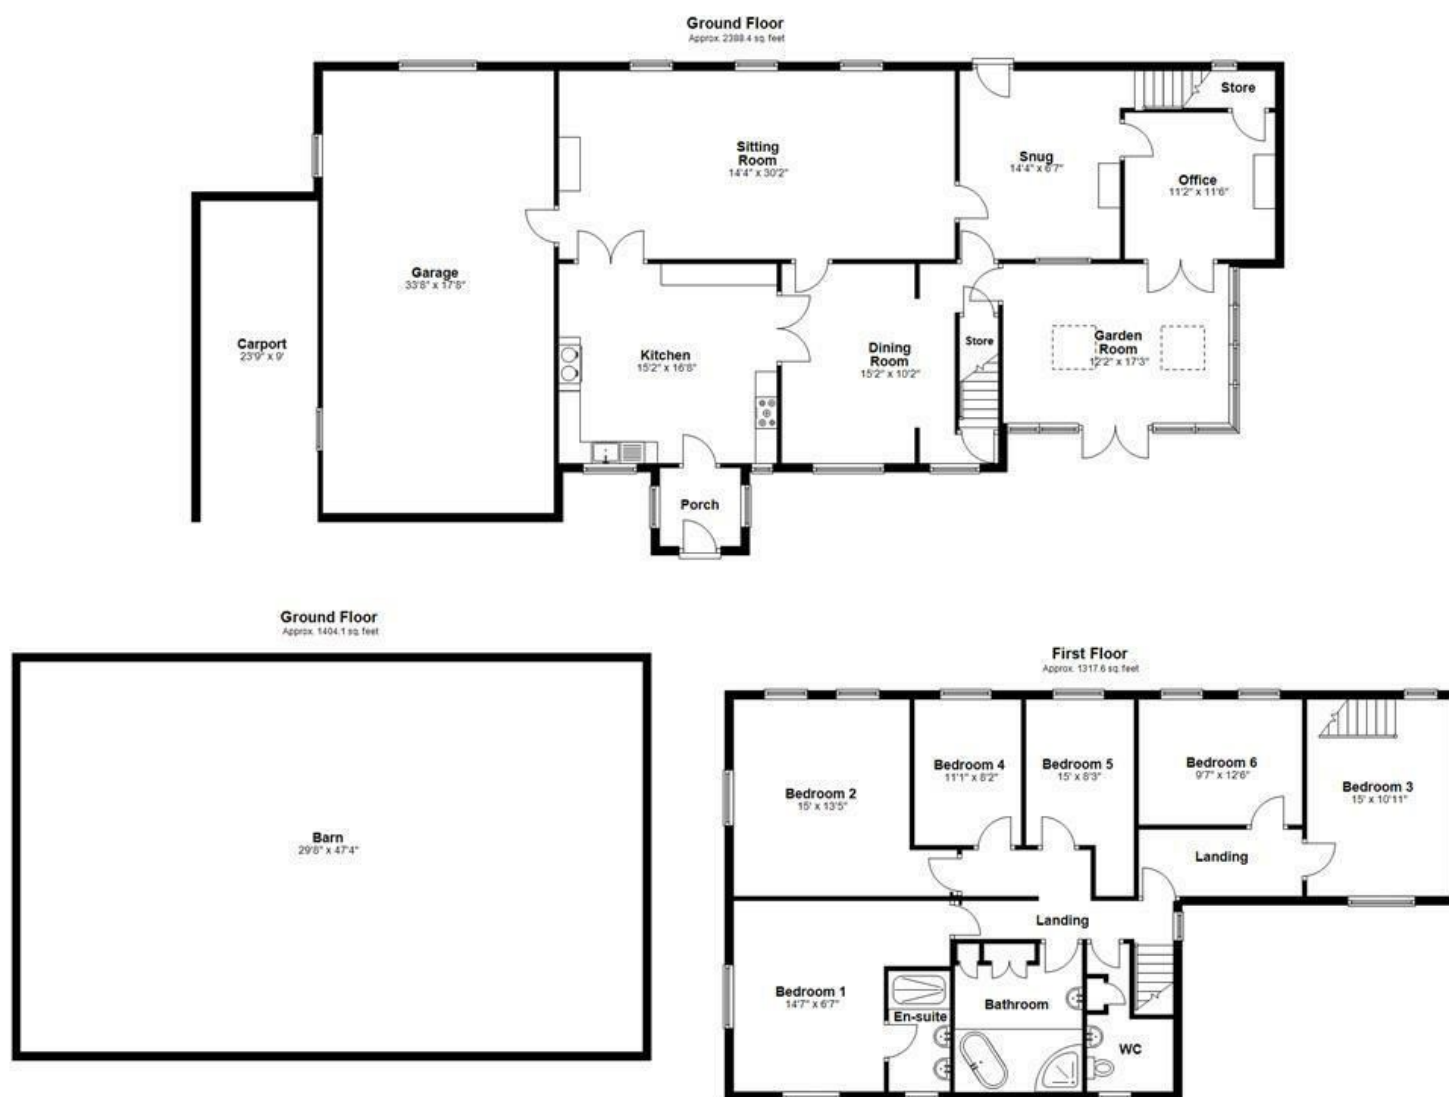 Ground Floor
Approx. 2388.4 sq. feet
Store
Sitting
Room
14'4" x 30'2"
Snug
14'4" x 6'7"
Office
11'2" x 11'6"
Garage
33'8" x 17'8"
Carport
23'9" x 9'
Kitchen
15'2" x 16'8"
Dining
Room
15'2" x 10'2"
Store
Garden
Room
12'2" x 17'3"
Porch
Ground Floor
Approx. 1404.1 sq. feet
Barn
29'8" x 47'4"
First Floor
Approx. 1317.6 sq. feet
Bedroom 2
15' x 13'5"
Bedroom 4
11'1" x 8'2"
Bedroom 5
15' x 8'3"
Bedroom 6
9'7" x 12'6"
Bedroom 3
15' x 10'11"
Landing
Landing
Bedroom 1
14'7" x 6'7"
En-suite
Bathroom
WC